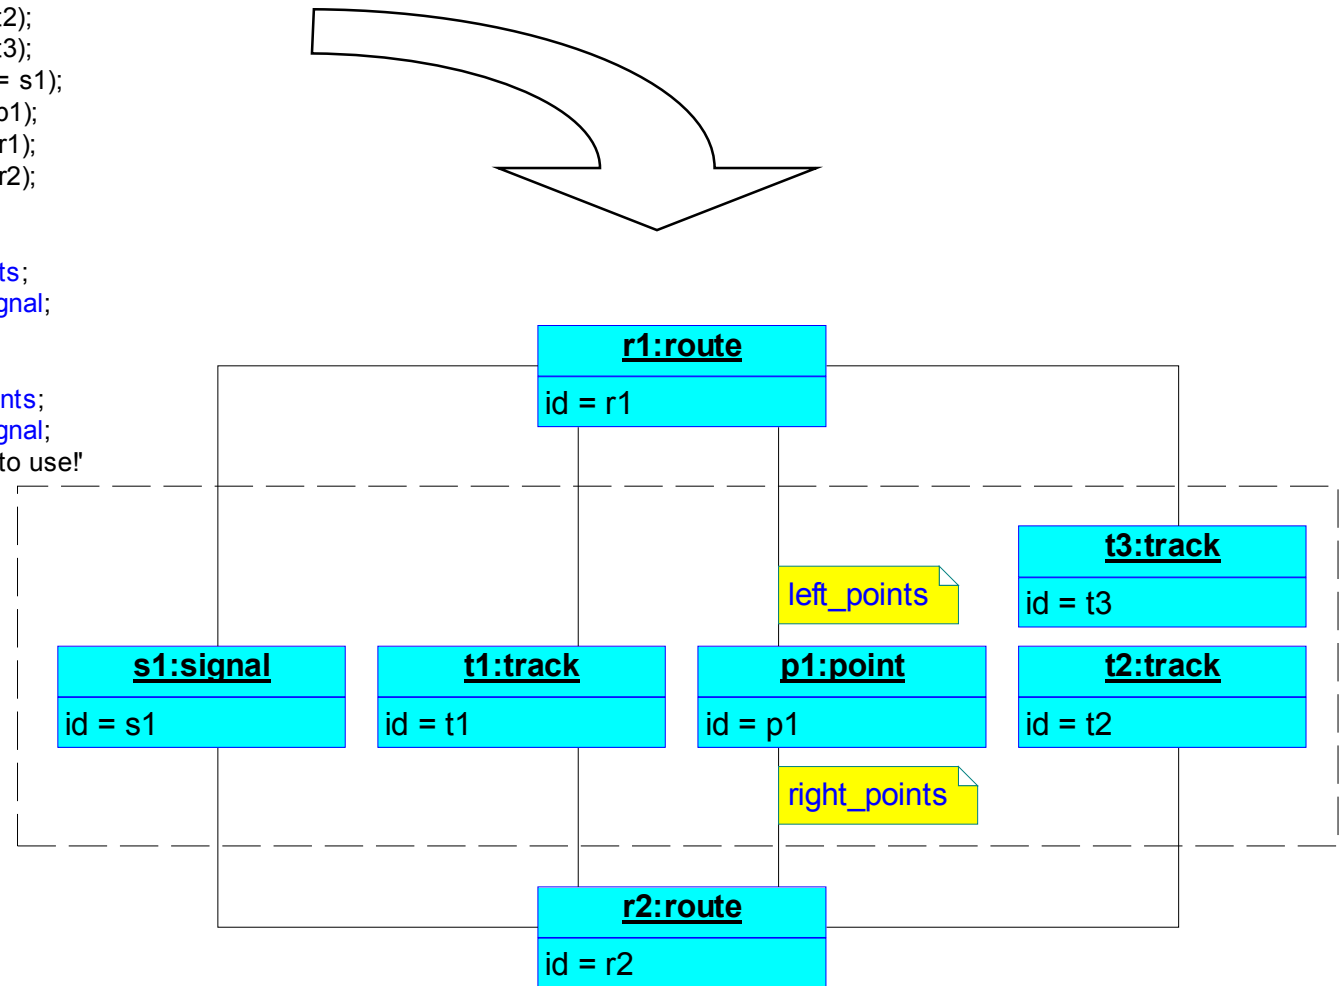 t2);
t3);
= s1);
p1);
r1);
r2);
ts;
gnal;
nts;
gnal;
to use!'
r1:route
id = r1
t3:track
id = t3
left_points
s1:signal
id = s1
t1:track
id = t1
p1:point
id = p1
t2:track
id = t2
right_points
r2:route
id = r2